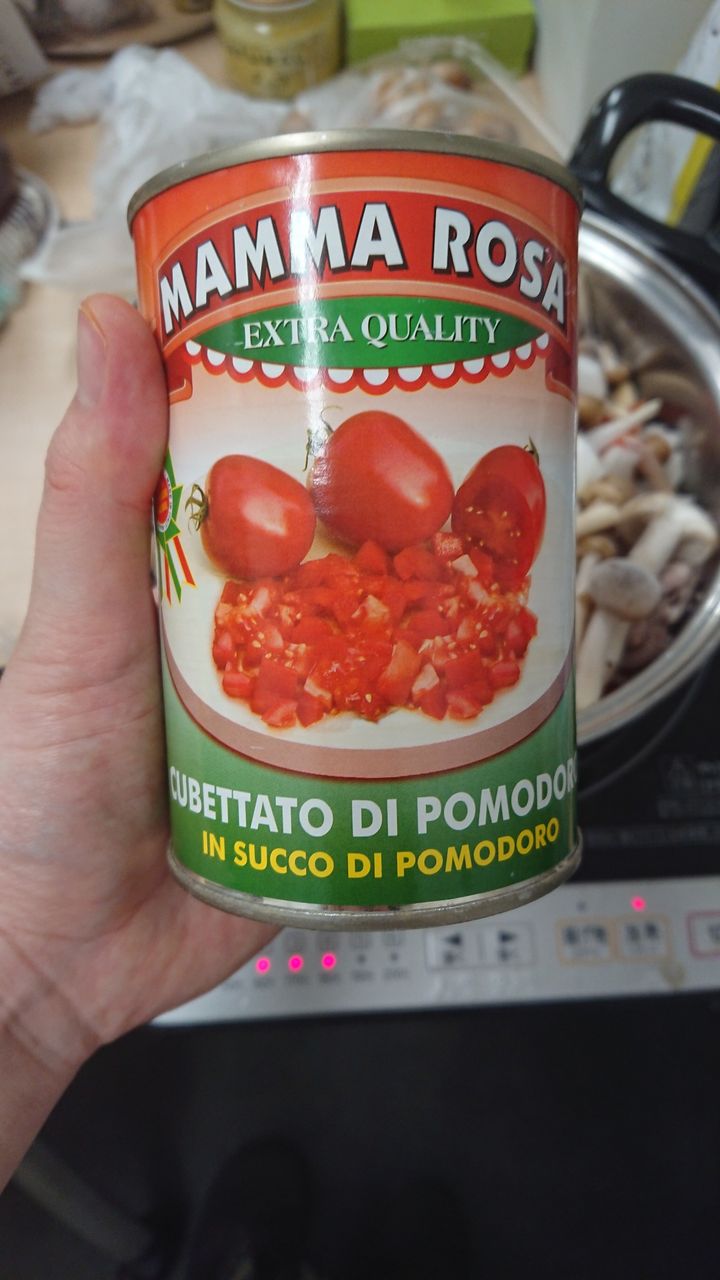 MAMMA ROSA
EXTRA QUALITY
CUBETTATO DI POMODORO
IN SUCCO DI POMODORO